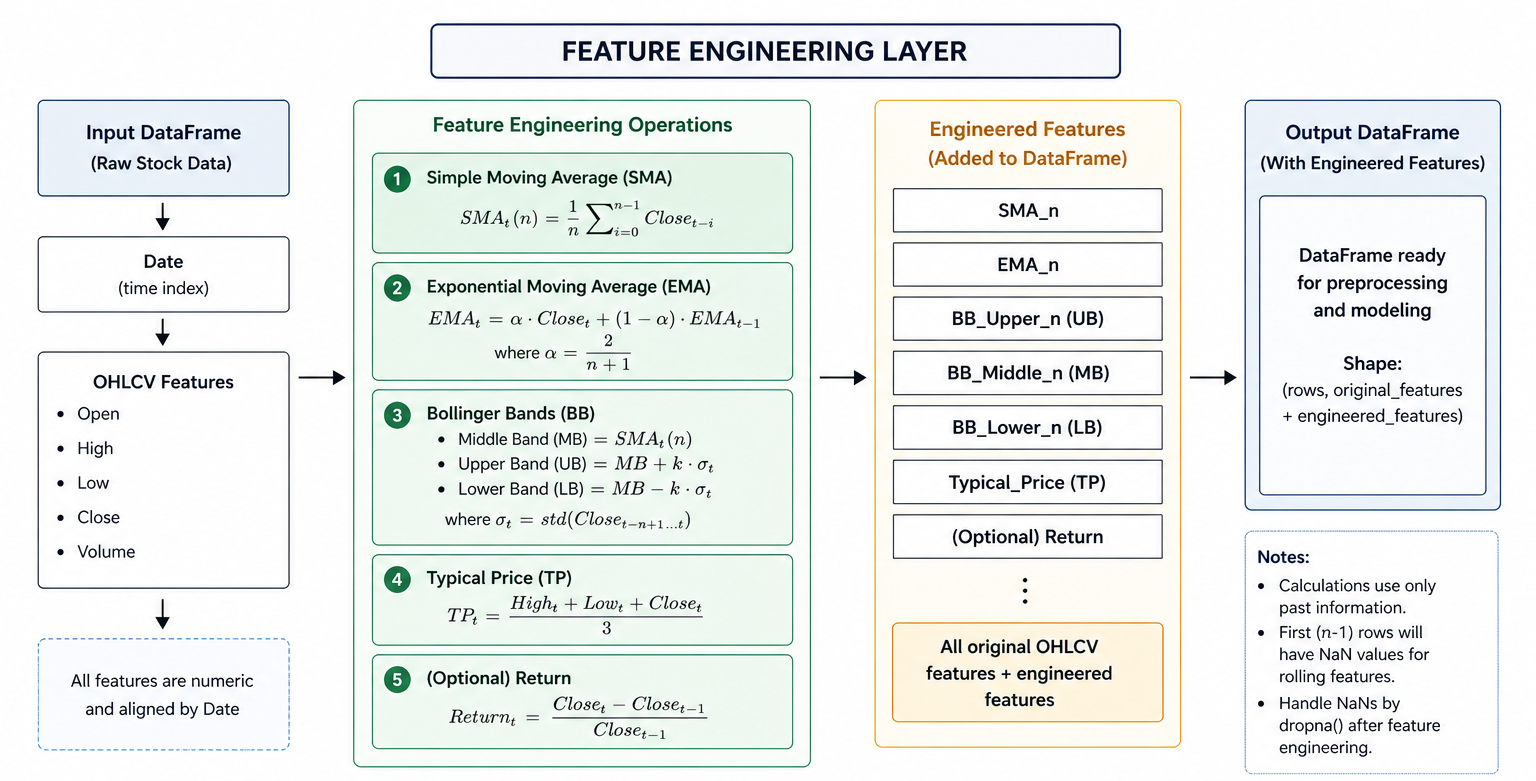 FEATURE ENGINEERING LAYER
Input DataFrame
(Raw Stock Data)
Date
(time index)
OHLCV Features
• Open
• High
• Low
• Close
• Volume
All features are numeric
and aligned by Date
Feature Engineering Operations
1 Simple Moving Average (SMA)
SMA_t(n) = \frac{1}{n} \sum_{i=0}^{n-1} Close_{t-i}
2 Exponential Moving Average (EMA)
EMA_t = α · Close_t + (1 − α) · EMA_{t−1}
where α = \frac{2}{n + 1}
3 Bollinger Bands (BB)
• Middle Band (MB) = SMA_t(n)
• Upper Band (UB) = MB + k · σ_t
• Lower Band (LB) = MB − k · σ_t
where σ_t = std(Close_{t−n+1...t})
4 Typical Price (TP)
TP_t = \frac{High_t + Low_t + Close_t}{3}
5 (Optional) Return
Return_t = \frac{Close_t − Close_{t−1}}{Close_{t−1}}
Engineered Features
(Added to DataFrame)
SMA_n
EMA_n
BB_Upper_n (UB)
BB_Middle_n (MB)
BB_Lower_n (LB)
Typical_Price (TP)
(Optional) Return
⋮
All original OHLCV
features + engineered
features
Output DataFrame
(With Engineered Features)
DataFrame ready
for preprocessing
and modeling
Shape:
(rows, original_features
+ engineered_features)
Notes:
• Calculations use only
past information.
• First (n-1) rows will
have NaN values for
rolling features.
• Handle NaNs by
dropna() after feature
engineering.